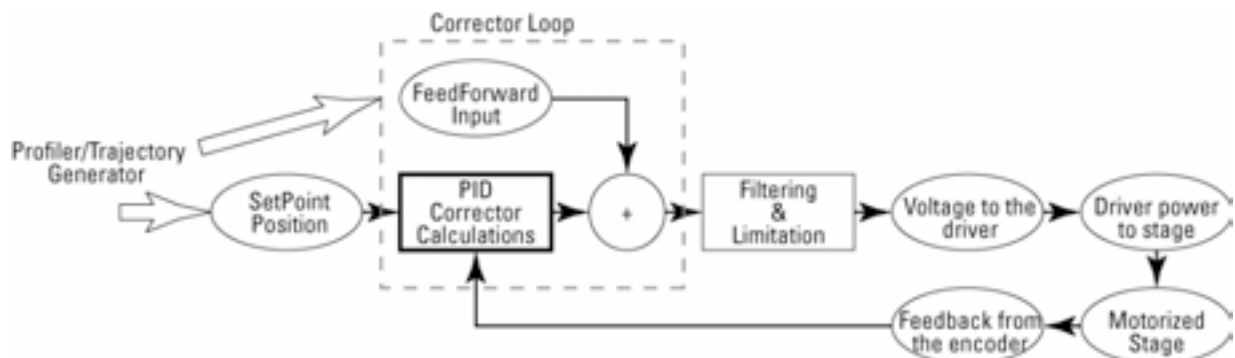 Corrector Loop
FeedForward
Input
Profiler/Trajectory
Generator
SetPoint
Position
PID
Corrector
Calculations
+
Filtering
&
Limitation
Voltage to the
driver
Driver power
to stage
Feedback from
the encoder
Motorized
Stage